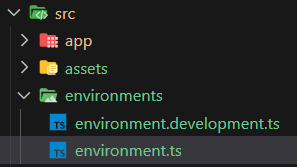 src
app
assets
environments
TS environment.development.ts
TS environment.ts